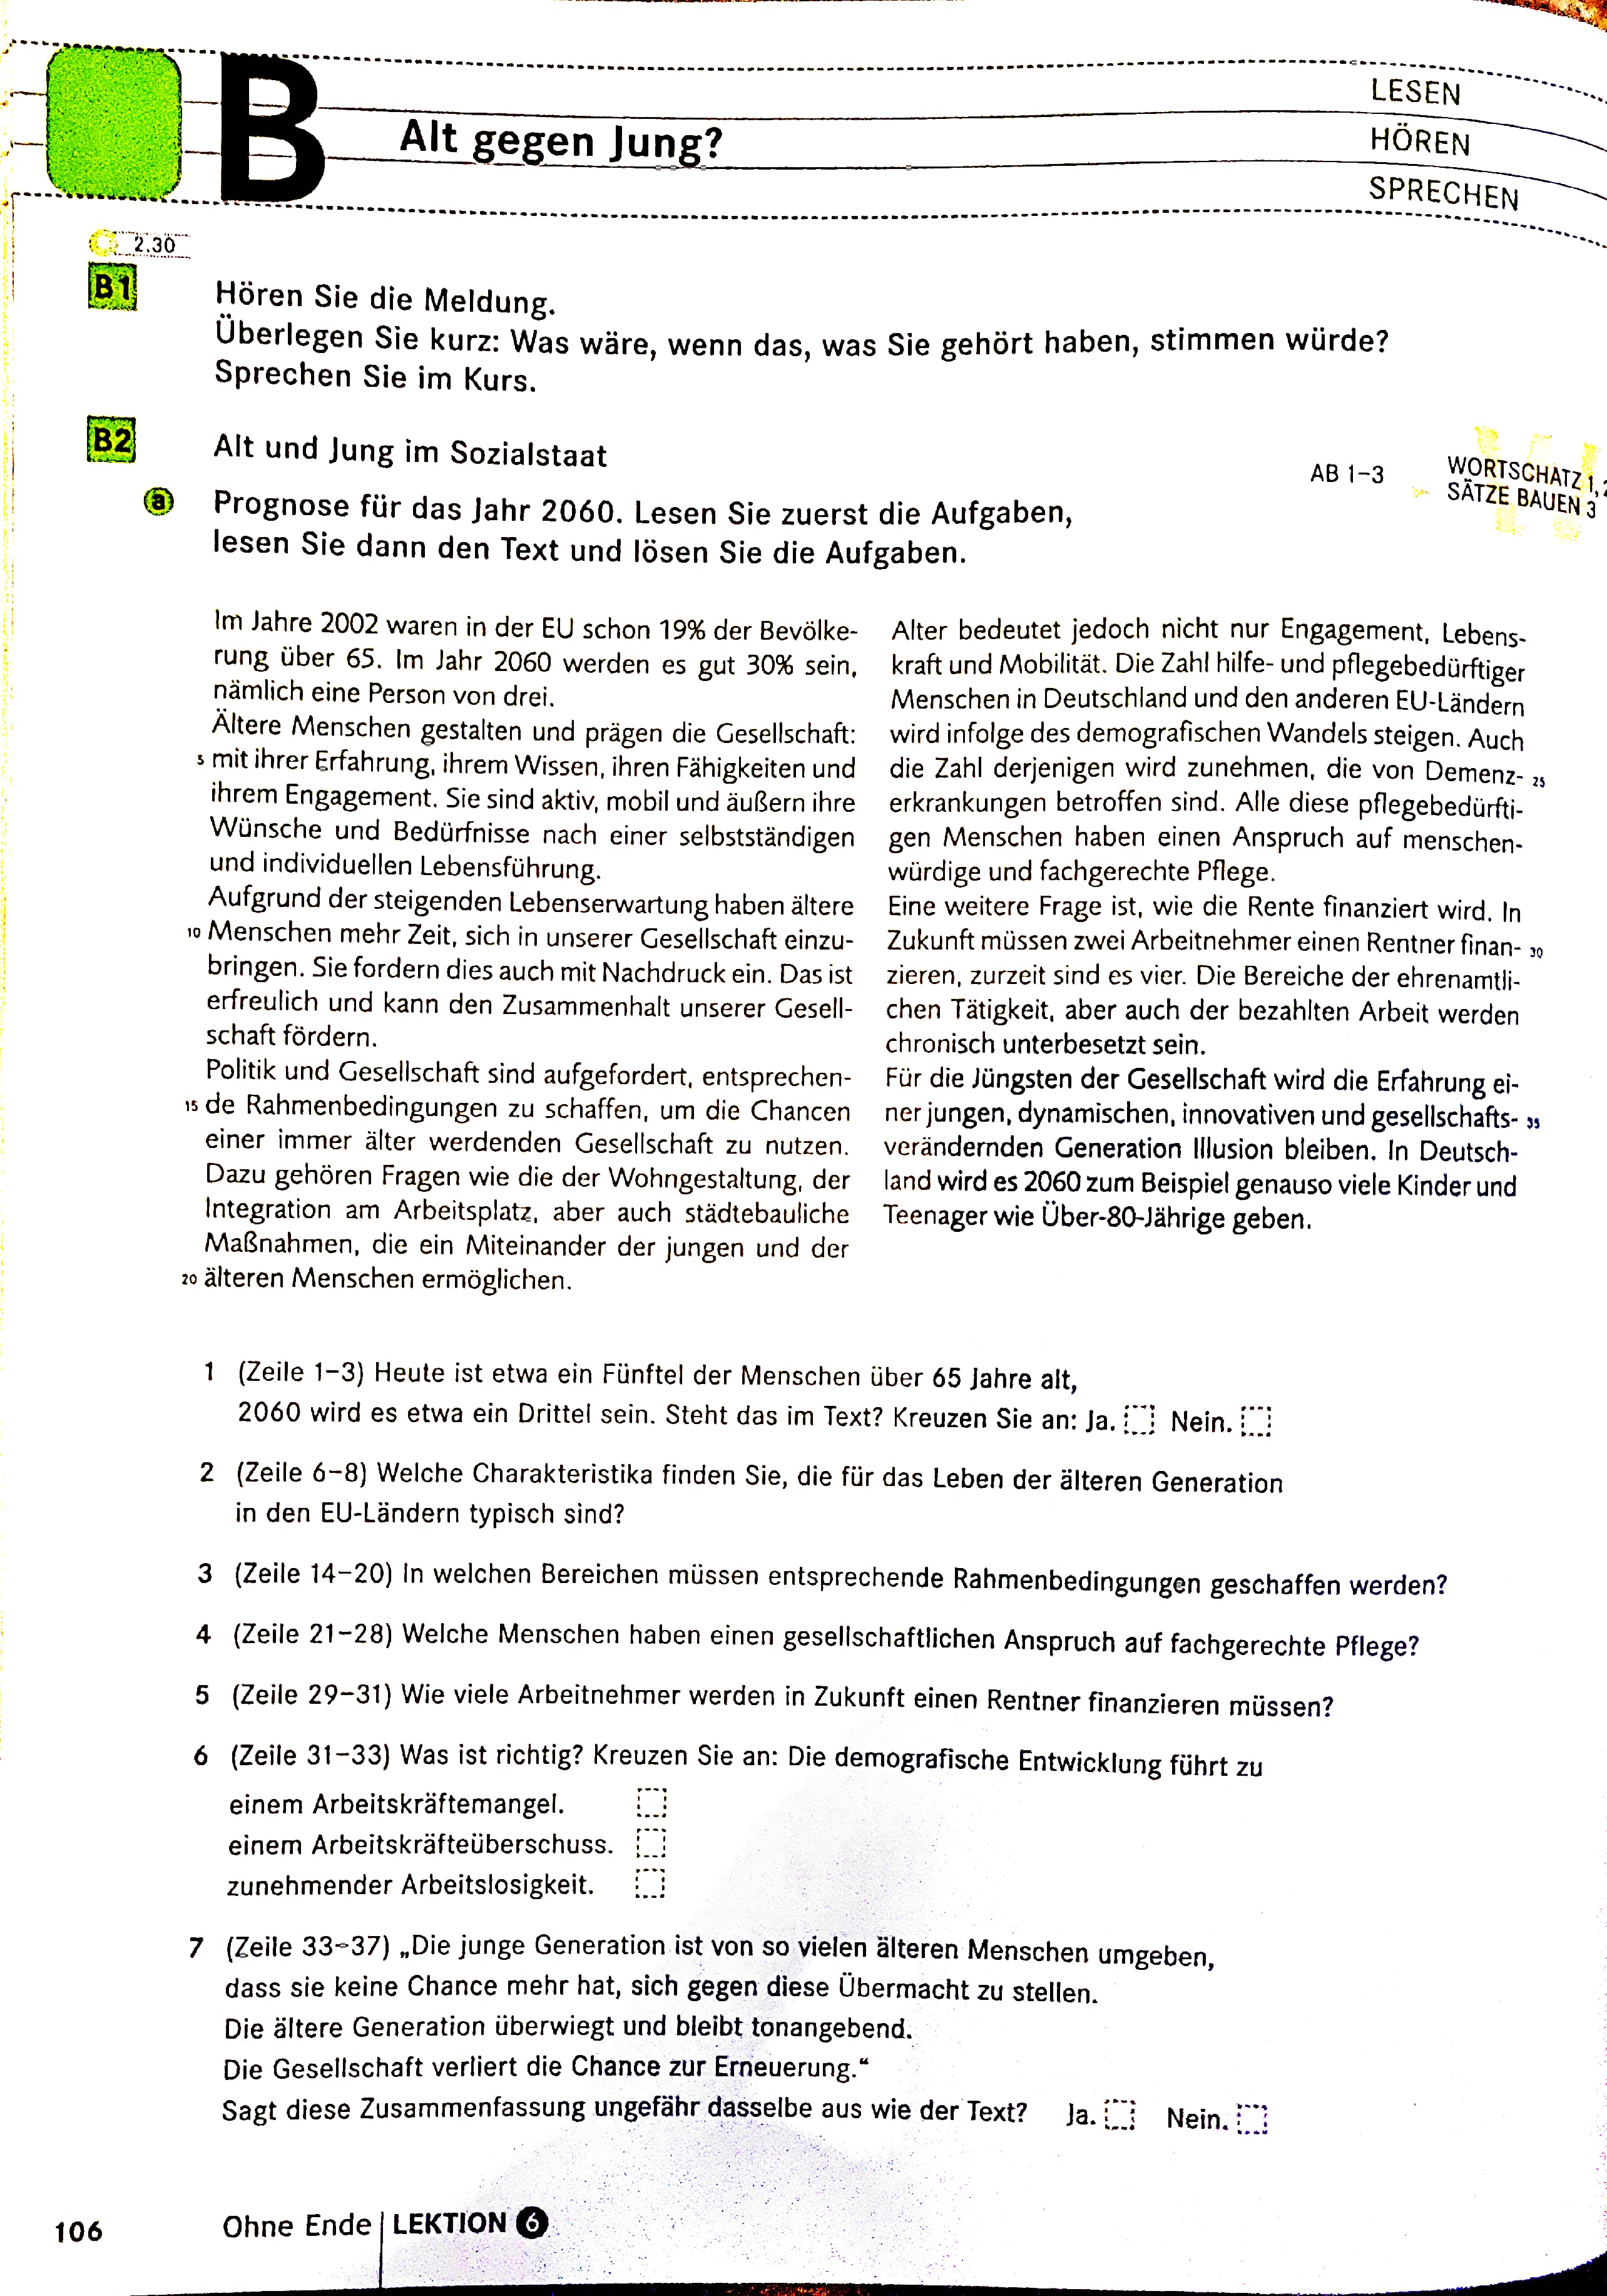 B
Alt gegen Jung?
LESEN
HÖREN
SPRECHEN
2.30
B1
Hören Sie die Meldung.
Überlegen Sie kurz: Was wäre, wenn das, was Sie gehört haben, stimmen würde?
Sprechen Sie im Kurs.
B2
Alt und Jung im Sozialstaat
AB 1–3
WORTSCHATZ 1, 2
SÄTZE BAUEN 3
a
Prognose für das Jahr 2060. Lesen Sie zuerst die Aufgaben,
lesen Sie dann den Text und lösen Sie die Aufgaben.
Im Jahre 2002 waren in der EU schon 19% der Bevölke-
rung über 65. Im Jahr 2060 werden es gut 30% sein,
nämlich eine Person von drei.
Ältere Menschen gestalten und prägen die Gesellschaft:
5 mit ihrer Erfahrung, ihrem Wissen, ihren Fähigkeiten und
ihrem Engagement. Sie sind aktiv, mobil und äußern ihre
Wünsche und Bedürfnisse nach einer selbstständigen
und individuellen Lebensführung.
Aufgrund der steigenden Lebenserwartung haben ältere
10 Menschen mehr Zeit, sich in unserer Gesellschaft einzu-
bringen. Sie fordern dies auch mit Nachdruck ein. Das ist
erfreulich und kann den Zusammenhalt unserer Gesell-
schaft fördern.
Politik und Gesellschaft sind aufgefordert, entsprechen-
15 de Rahmenbedingungen zu schaffen, um die Chancen
einer immer älter werdenden Gesellschaft zu nutzen.
Dazu gehören Fragen wie die der Wohngestaltung, der
Integration am Arbeitsplatz, aber auch städtebauliche
Maßnahmen, die ein Miteinander der jungen und der
20 älteren Menschen ermöglichen.
Alter bedeutet jedoch nicht nur Engagement, Lebens-
kraft und Mobilität. Die Zahl hilfe- und pflegebedürftiger
Menschen in Deutschland und den anderen EU-Ländern
wird infolge des demografischen Wandels steigen. Auch
die Zahl derjenigen wird zunehmen, die von Demenz- 25
erkrankungen betroffen sind. Alle diese pflegebedürfti-
gen Menschen haben einen Anspruch auf menschen-
würdige und fachgerechte Pflege.
Eine weitere Frage ist, wie die Rente finanziert wird. In
Zukunft müssen zwei Arbeitnehmer einen Rentner finan- 30
zieren, zurzeit sind es vier. Die Bereiche der ehrenamtli-
chen Tätigkeit, aber auch der bezahlten Arbeit werden
chronisch unterbesetzt sein.
Für die Jüngsten der Gesellschaft wird die Erfahrung ei-
ner jungen, dynamischen, innovativen und gesellschafts- 35
verändernden Generation Illusion bleiben. In Deutsch-
land wird es 2060 zum Beispiel genauso viele Kinder und
Teenager wie Über-80-Jährige geben.
1 (Zeile 1–3) Heute ist etwa ein Fünftel der Menschen über 65 Jahre alt,
2060 wird es etwa ein Drittel sein. Steht das im Text? Kreuzen Sie an: Ja. Nein.
2 (Zeile 6–8) Welche Charakteristika finden Sie, die für das Leben der älteren Generation
in den EU-Ländern typisch sind?
3 (Zeile 14–20) In welchen Bereichen müssen entsprechende Rahmenbedingungen geschaffen werden?
4 (Zeile 21–28) Welche Menschen haben einen gesellschaftlichen Anspruch auf fachgerechte Pflege?
5 (Zeile 29–31) Wie viele Arbeitnehmer werden in Zukunft einen Rentner finanzieren müssen?
6 (Zeile 31–33) Was ist richtig? Kreuzen Sie an: Die demografische Entwicklung führt zu
einem Arbeitskräftemangel.
einem Arbeitskräfteüberschuss.
zunehmender Arbeitslosigkeit.
7 (Zeile 33–37) „Die junge Generation ist von so vielen älteren Menschen umgeben,
dass sie keine Chance mehr hat, sich gegen diese Übermacht zu stellen.
Die ältere Generation überwiegt und bleibt tonangebend.
Die Gesellschaft verliert die Chance zur Erneuerung.“
Sagt diese Zusammenfassung ungefähr dasselbe aus wie der Text? Ja. Nein.
106
Ohne Ende LEKTION 6